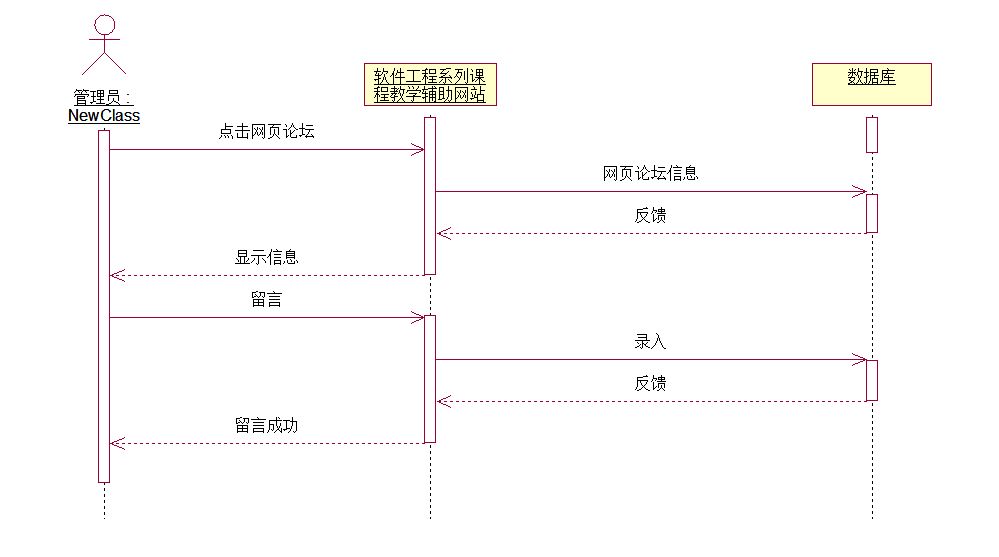 软件工程系列课
程教学辅助网站
数据库
管理员 :
NewClass
点击网页论坛
网页论坛信息
反馈
显示信息
留言
录入
反馈
留言成功